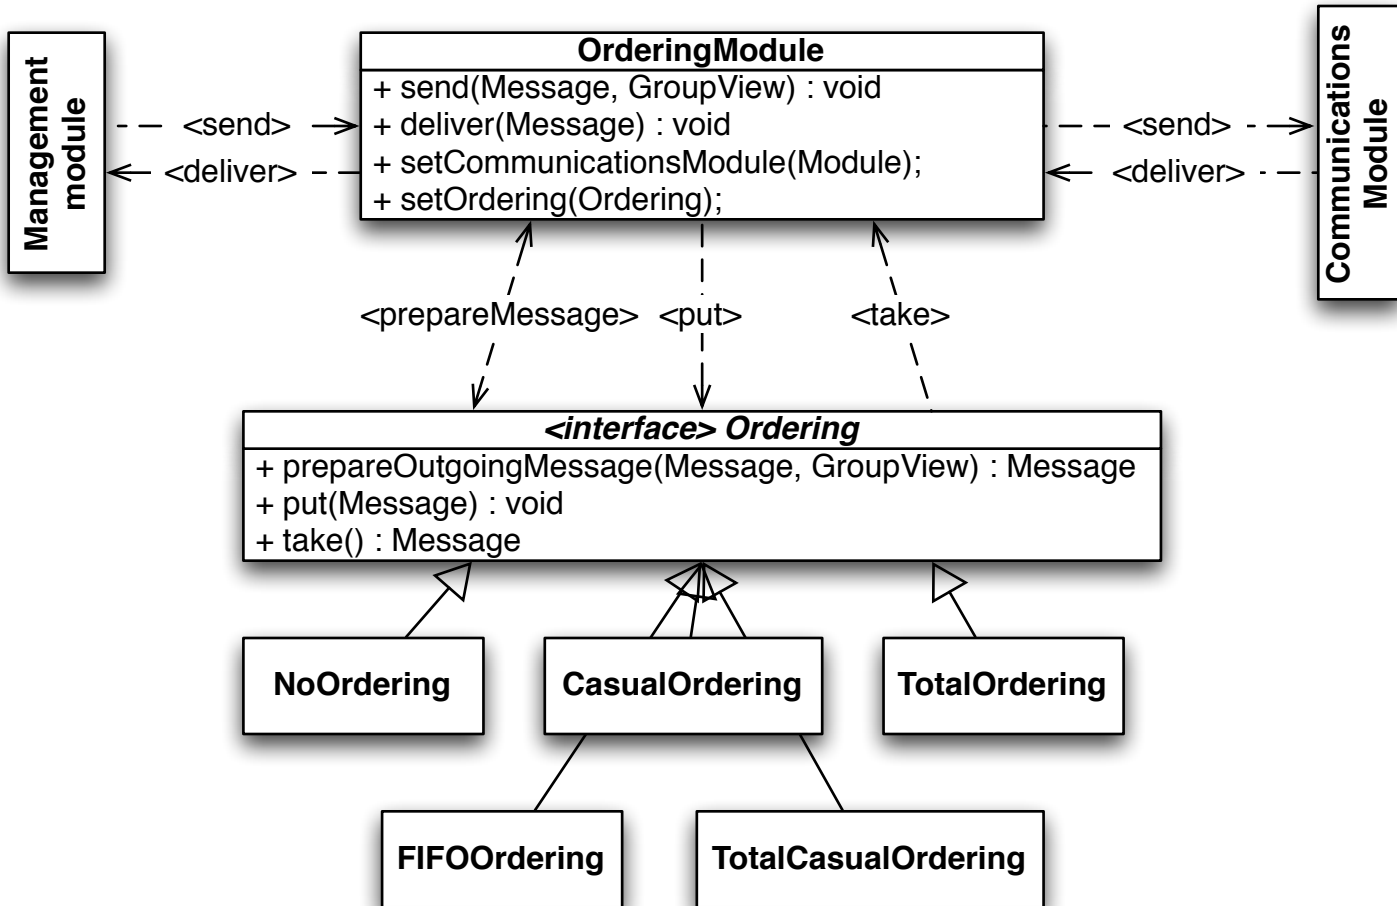 Management
module
OrderingModule
+ send(Message, GroupView) : void
+ deliver(Message) : void
+ setCommunicationsModule(Module);
+ setOrdering(Ordering);
Communications
Module
<send>
<deliver>
<send>
<deliver>
<prepareMessage>
<put>
<take>
<interface> Ordering
+ prepareOutgoingMessage(Message, GroupView) : Message
+ put(Message) : void
+ take() : Message
NoOrdering
CasualOrdering
TotalOrdering
FIFOOrdering
TotalCasualOrdering